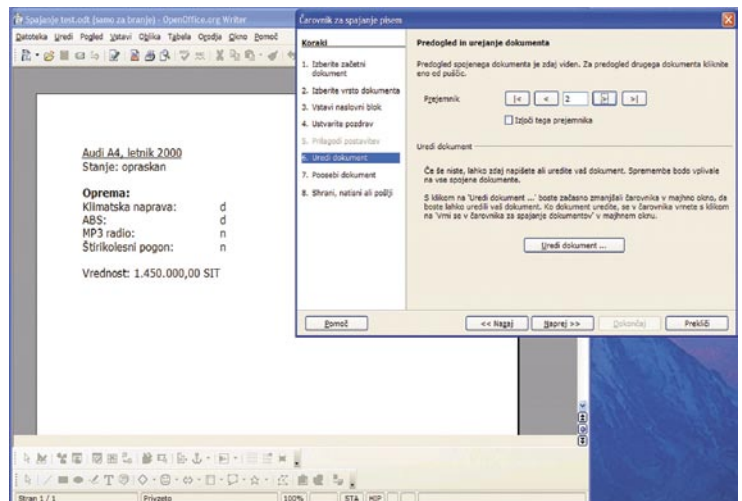 Spajanje test.odt (samo za branje) - OpenOffice.org Writer
Datoteka Uredi Pogled Vstavi Oblika Tabela Orodja Okno Pomoč
Audi A4, letnik 2000
Stanje: opraskan
Oprema:
Klimatska naprava: d
ABS: d
MP3 radio: n
Štirikolesni pogon: n
Vrednost: 1.450.000,00 SIT
Stran 1 / 1 Privzeto 100% STA HIP
Čarovnik za spajanje pisem
Koraki
1. Izberite začetni
dokument
2. Izberite vrsto dokumenta
3. Vstavi naslovni blok
4. Ustvarite pozdrav
5. Prilagodi postavitev
6. Uredi dokument
7. Poosebi dokument
8. Shrani, natisni ali pošlji
Predogled in urejanje dokumenta
Predogled spojenega dokumenta je zdaj viden. Za predogled drugega dokumenta kliknite
eno od puščic.
Prejemnik |< < 2 > >|
Izloči tega prejemnika
Uredi dokument
Če še niste, lahko zdaj napišete ali uredite vaš dokument. Spremembe bodo vplivale
na vse spojene dokumente.
S klikom na 'Uredi dokument ...' boste začasno zmanjšali čarovnika v majhno okno, da
boste lahko uredili vaš dokument. Ko dokument uredite, se v čarovnika vrnete s klikom
na 'Vrni se v čarovnika za spajanje dokumentov' v majhnem oknu.
Uredi dokument ...
Pomoč << Nazaj Naprej >> Dokončaj Prekliči